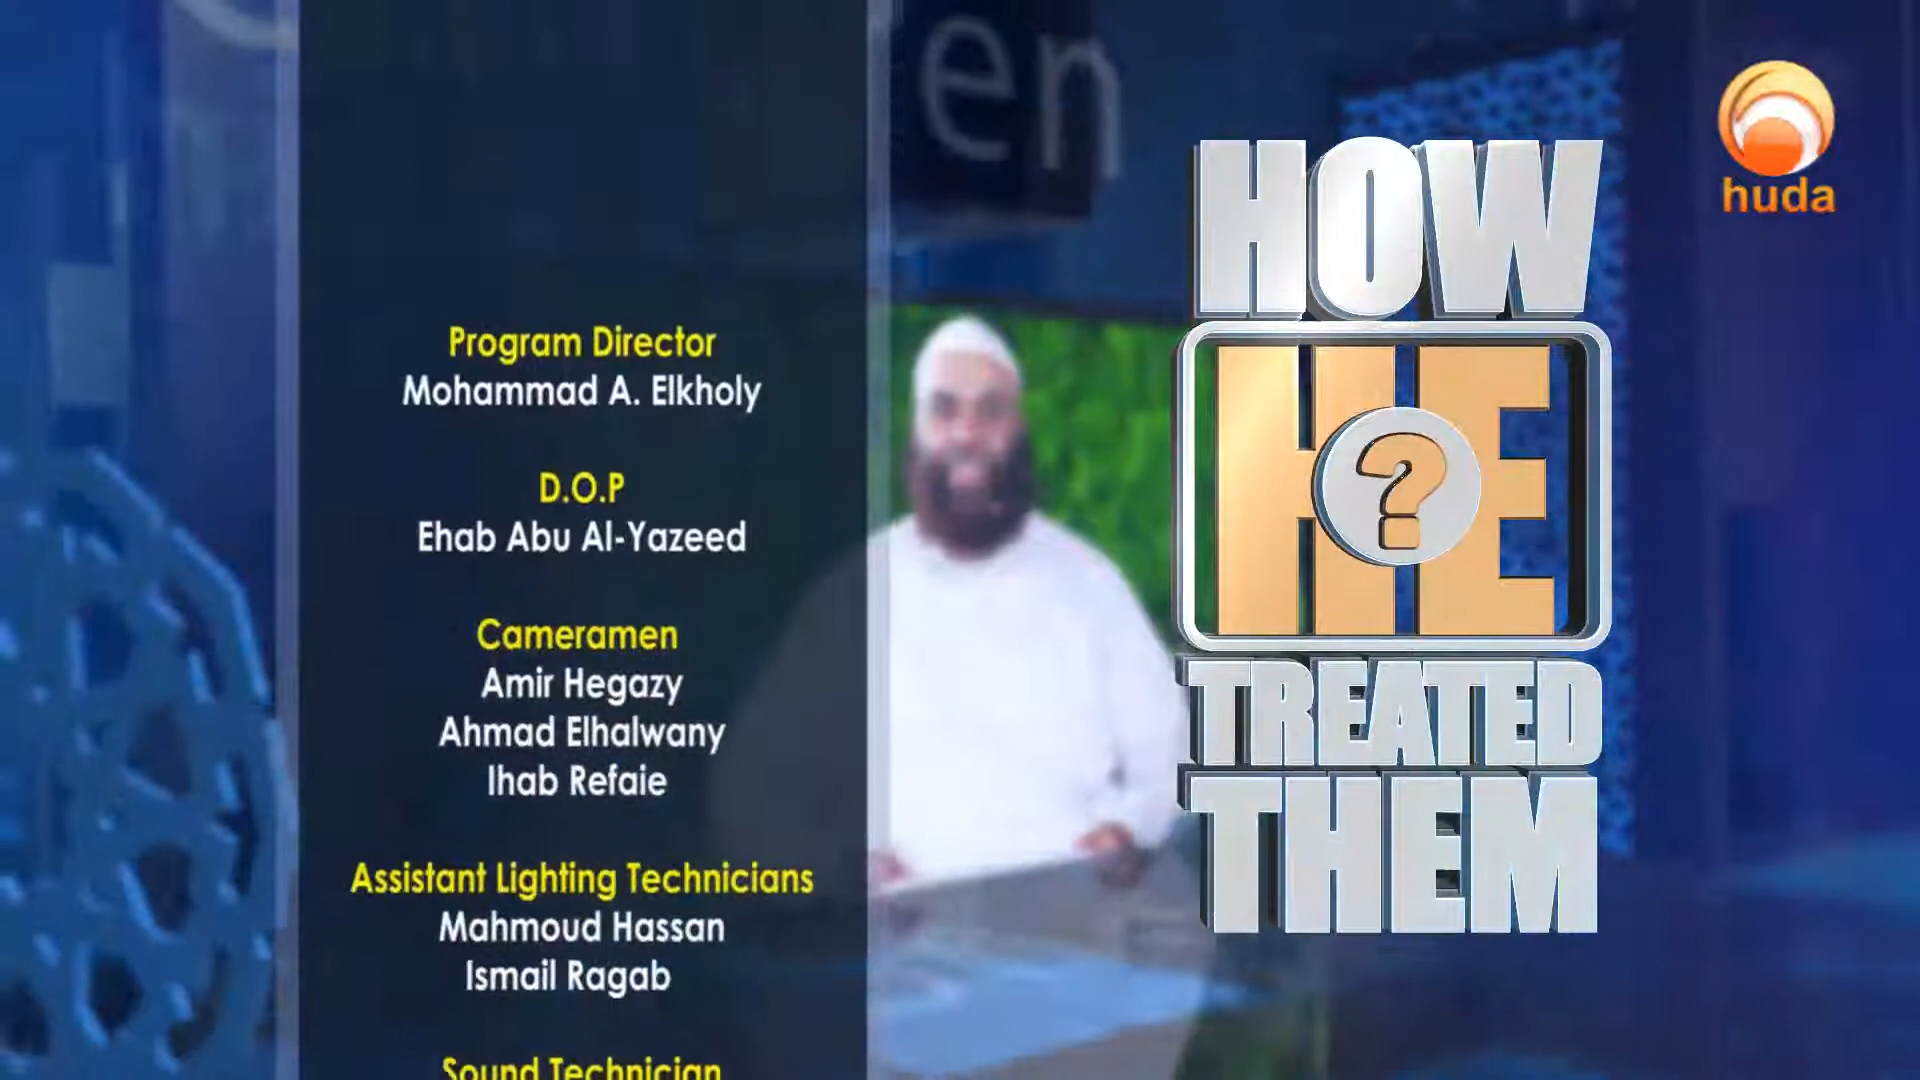 en
Program Director
Mohammad A. Elkholy
D.O.P
Ehab Abu Al-Yazeed
Cameramen
Amir Hegazy
Ahmad Elhalwany
Ihab Refaie
Assistant Lighting Technicians
Mahmoud Hassan
Ismail Ragab
Sound Technician
HOW
HE
?
TREATED
THEM
huda